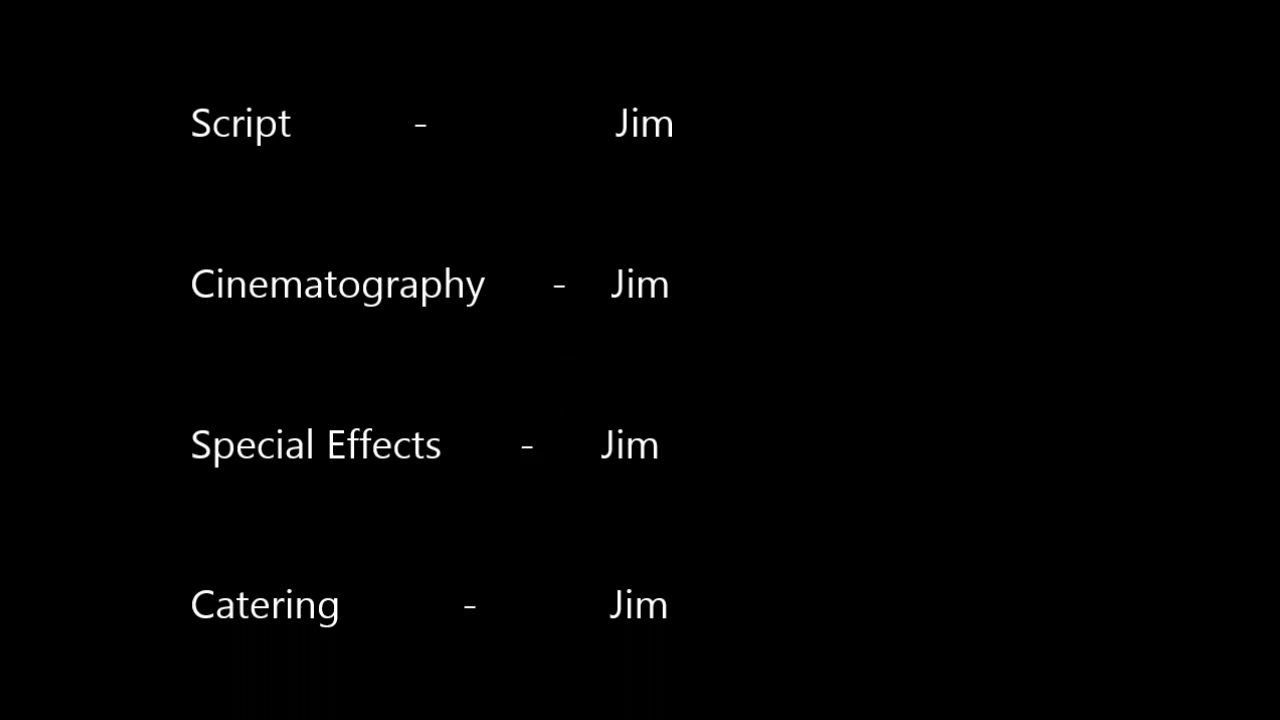 Script - Jim
Cinematography - Jim
Special Effects - Jim
Catering - Jim